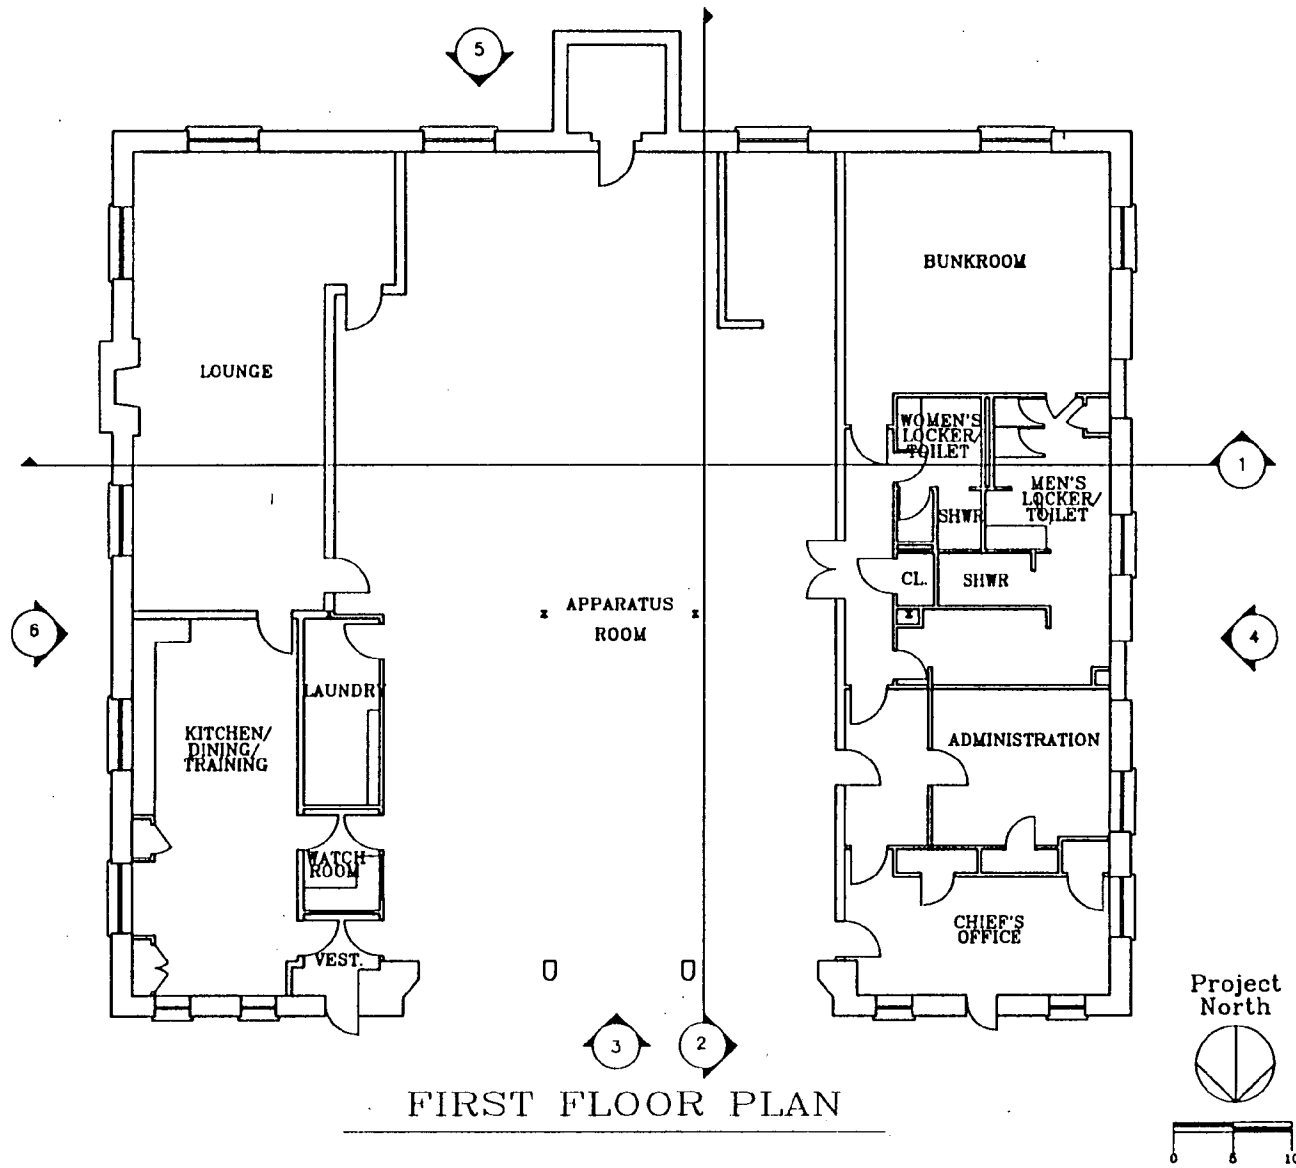 5
BUNKROOM
LOUNGE
WOMEN'S
LOCKER/
TOILET
1
MEN'S
LOCKER/
TOILET
SHWR
CL.
SHWR
X
APPARATUS
X
X
ROOM
6
4
LAUNDRY
KITCHEN/
DINING/
TRAINING
ADMINISTRATION
WATCH
ROOM
CHIEF'S
OFFICE
VEST.
Project
North
3
2
FIRST FLOOR PLAN
0
10